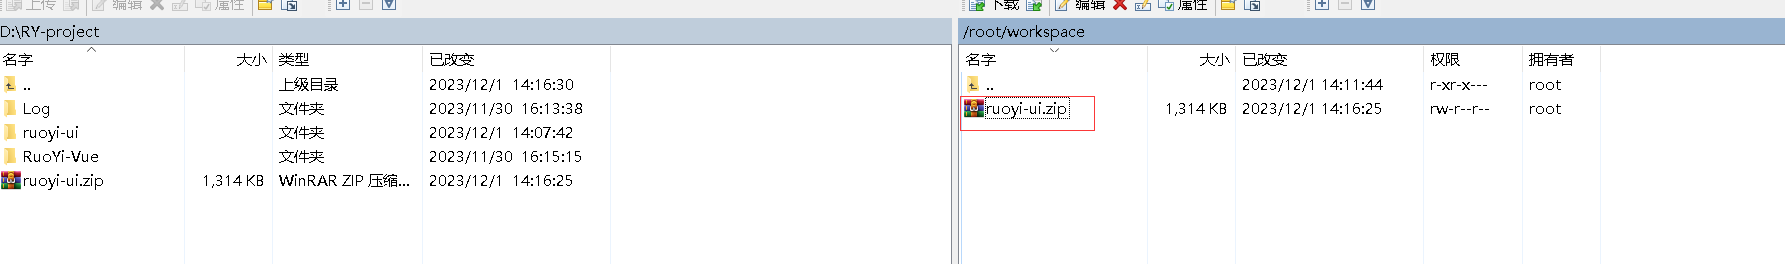 上传 编辑 属性 下载 编辑 属性
D:\RY-project /root/workspace
名字 大小 类型 已改变 名字 大小 已改变 权限 拥有者
.. 上级目录 2023/12/1 14:16:30 .. 2023/12/1 14:11:44 r-xr-x--- root
Log 文件夹 2023/11/30 16:13:38 ruoyi-ui.zip 1,314 KB 2023/12/1 14:16:25 rw-r--r-- root
ruoyi-ui 文件夹 2023/12/1 14:07:42
RuoYi-Vue 文件夹 2023/11/30 16:15:15
ruoyi-ui.zip 1,314 KB WinRAR ZIP 压缩... 2023/12/1 14:16:25